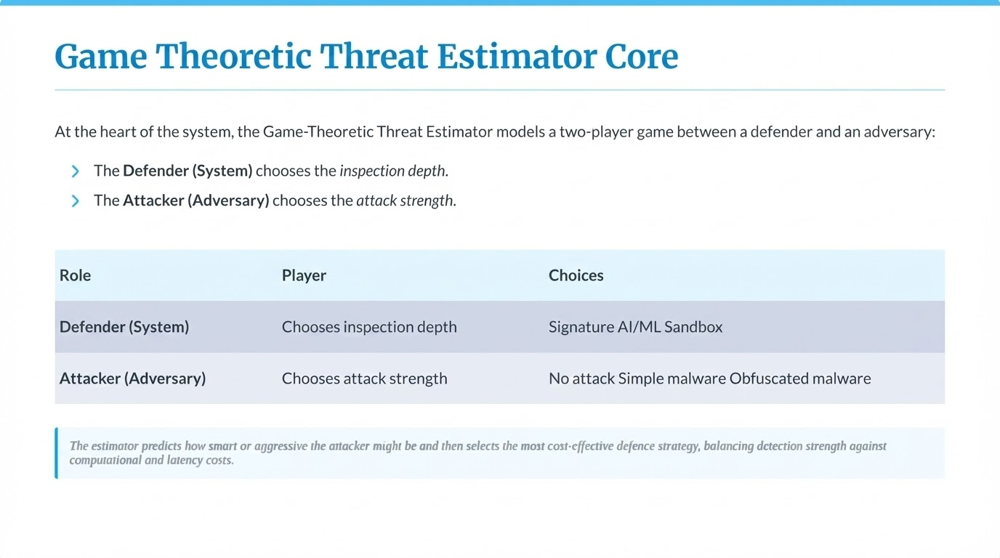 Game Theoretic Threat Estimator Core
At the heart of the system, the Game-Theoretic Threat Estimator models a two-player game between a defender and an adversary:
The Defender (System) chooses the inspection depth.
The Attacker (Adversary) chooses the attack strength.
Role Player Choices
Defender (System) Chooses inspection depth Signature AI/ML Sandbox
Attacker (Adversary) Chooses attack strength No attack Simple malware Obfuscated malware
The estimator predicts how smart or aggressive the attacker might be and then selects the most cost-effective defence strategy, balancing detection strength against
computational and latency costs.